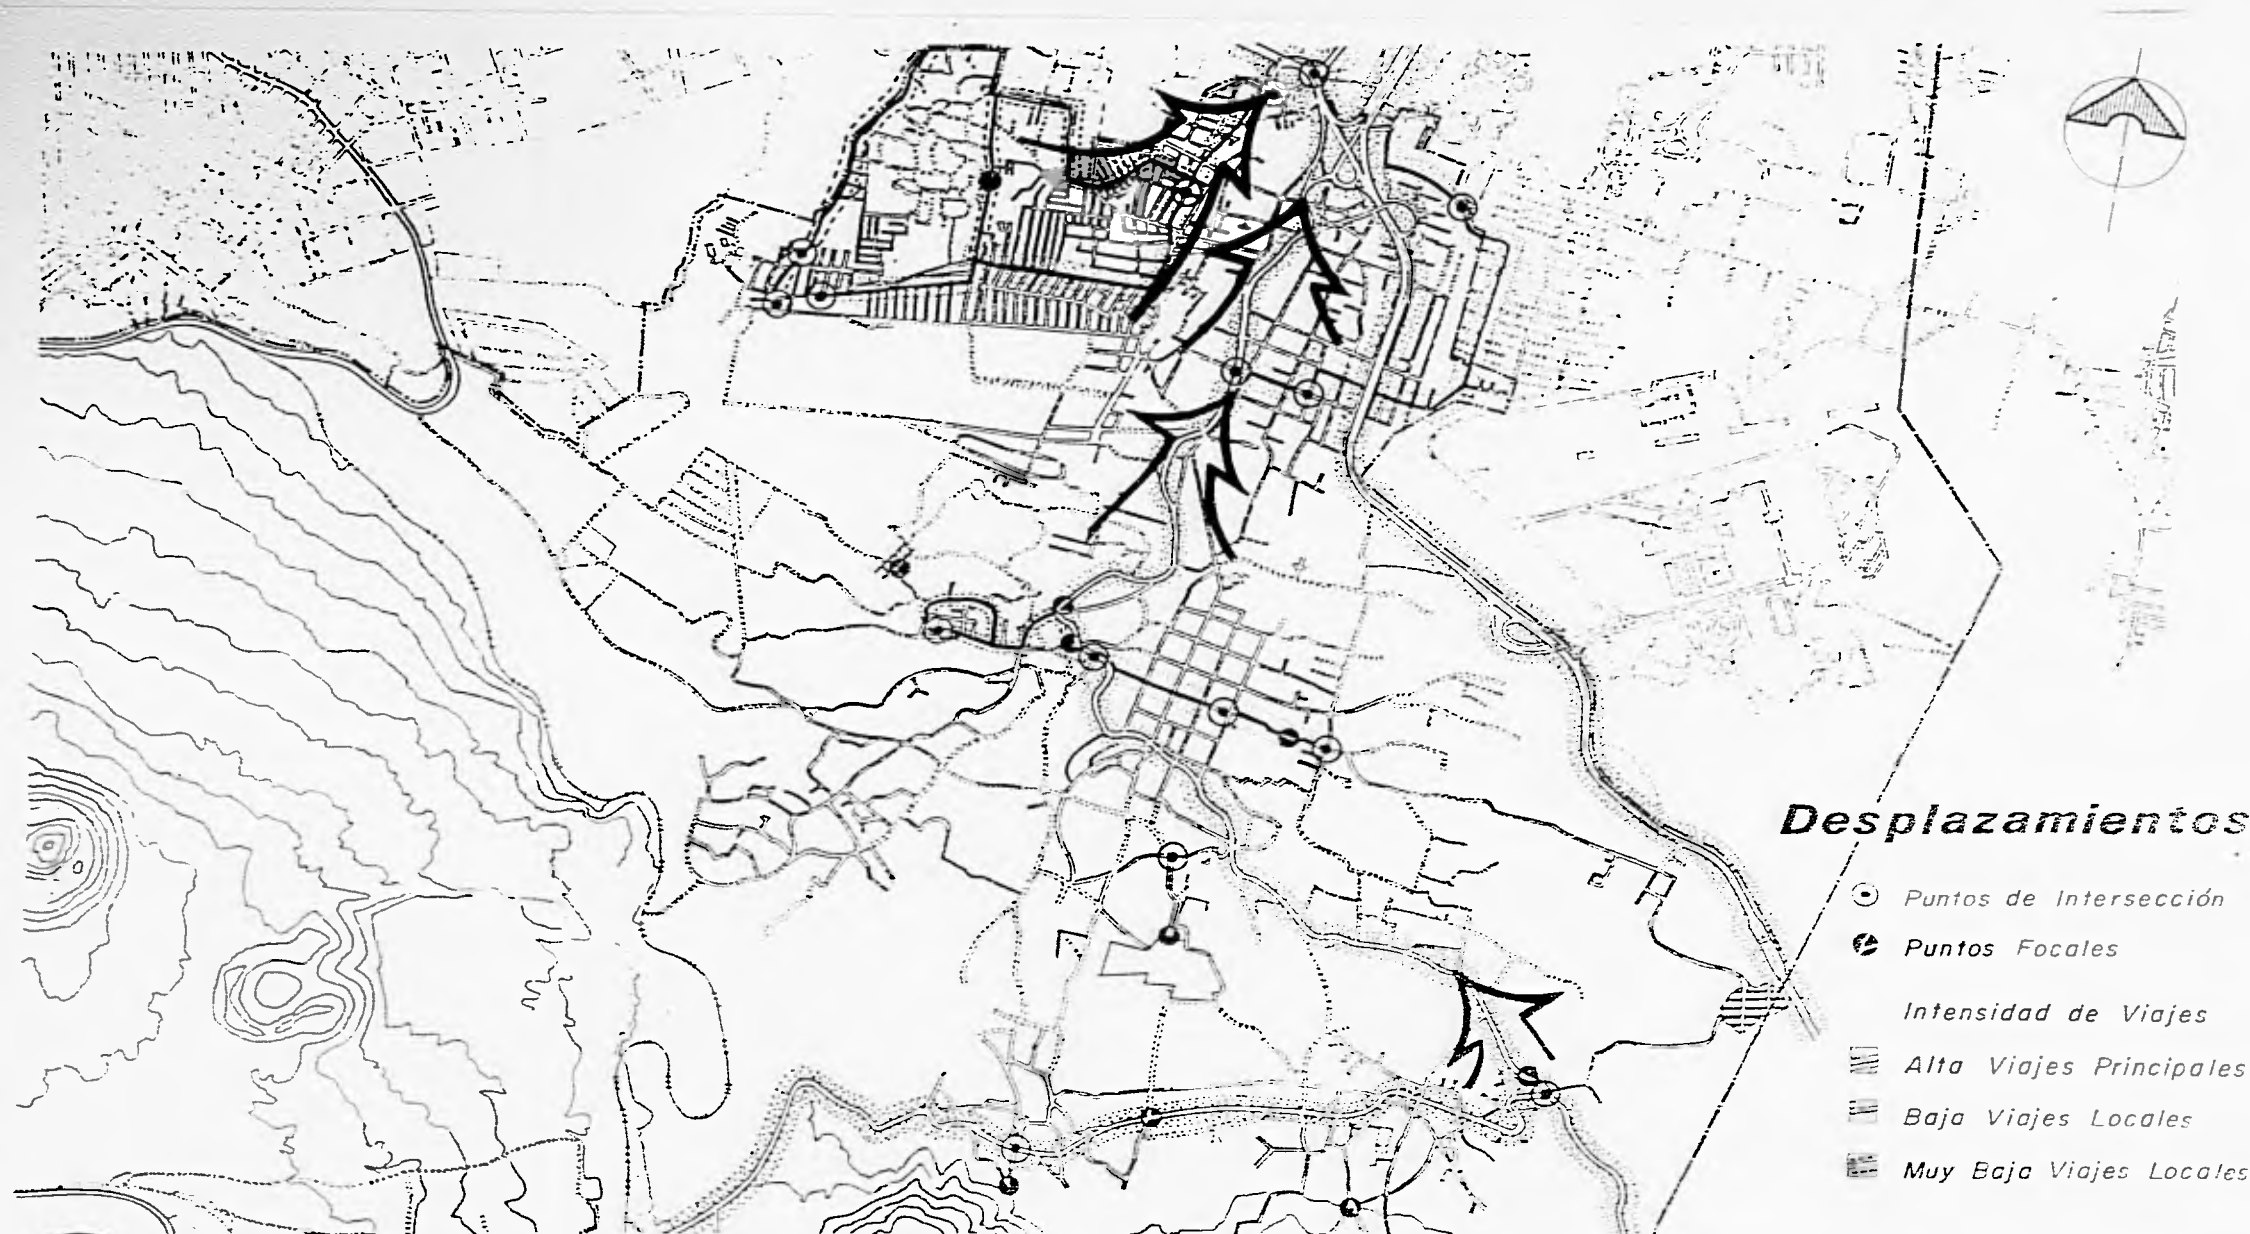 Desplazamientos
Puntos de Intersección
Puntos Focales
Intensidad de Viajes
Alta Viajes Principales
Baja Viajes Locales
Muy Baja Viajes Locales